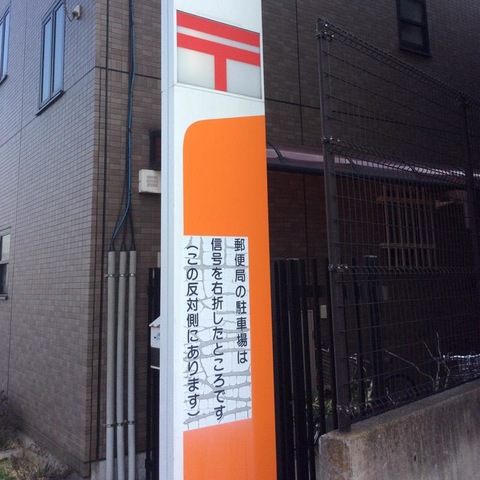 〒
郵便局の駐車場は
信号を右折したところです
(この反対側にあります)